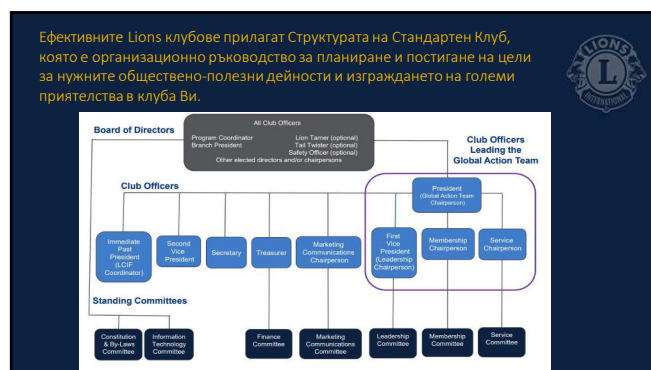 Ефективните Lions клубове прилагат Структурата на Стандартен Клуб,
която е организационно ръководство за планиране и постигане на цели
за нужните обществено-полезни дейности и изграждането на големи
приятелства в клуба Ви.
LIONS
L
INTERNATIONAL
Board of Directors
All Club Officers
Program Coordinator
Branch President
Lion Tamer (optional)
Tail Twister (optional)
Safety Officer (optional)
Other elected directors and/or chairpersons
Club Officers
Leading the
Global Action Team
Club Officers
President
(Global Action Team
Chairperson)
Immediate
Past
President
(LCIF
Coordinator)
Second
Vice
President
Secretary
Treasurer
Marketing
Communications
Chairperson
First
Vice
President
(Leadership
Chairperson)
Membership
Chairperson
Service
Chairperson
Standing Committees
Constitution
& By-Laws
Committee
Information
Technology
Committee
Finance
Committee
Marketing
Communications
Committee
Leadership
Committee
Membership
Committee
Service
Committee